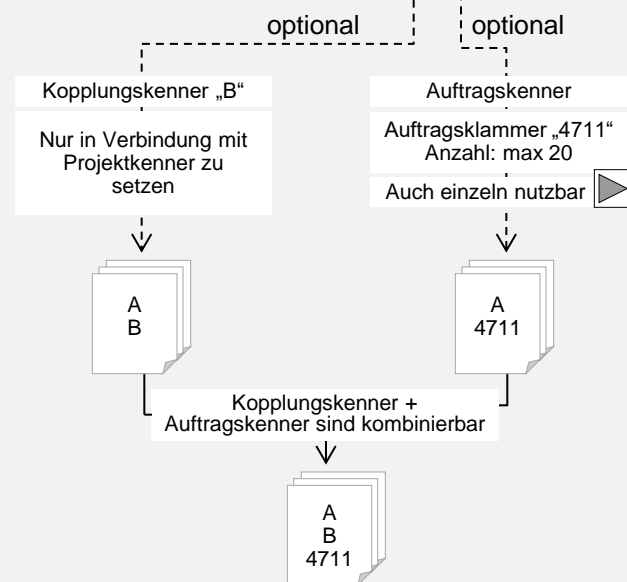 optional
optional
Kopplungskenner „B“
Nur in Verbindung mit
Projektkenner zu
setzen
Auftragskenner
Auftragsklammer „4711“
Anzahl: max 20
Auch einzeln nutzbar
A
B
A
4711
Kopplungskenner +
Auftragskenner sind kombinierbar
A
B
4711